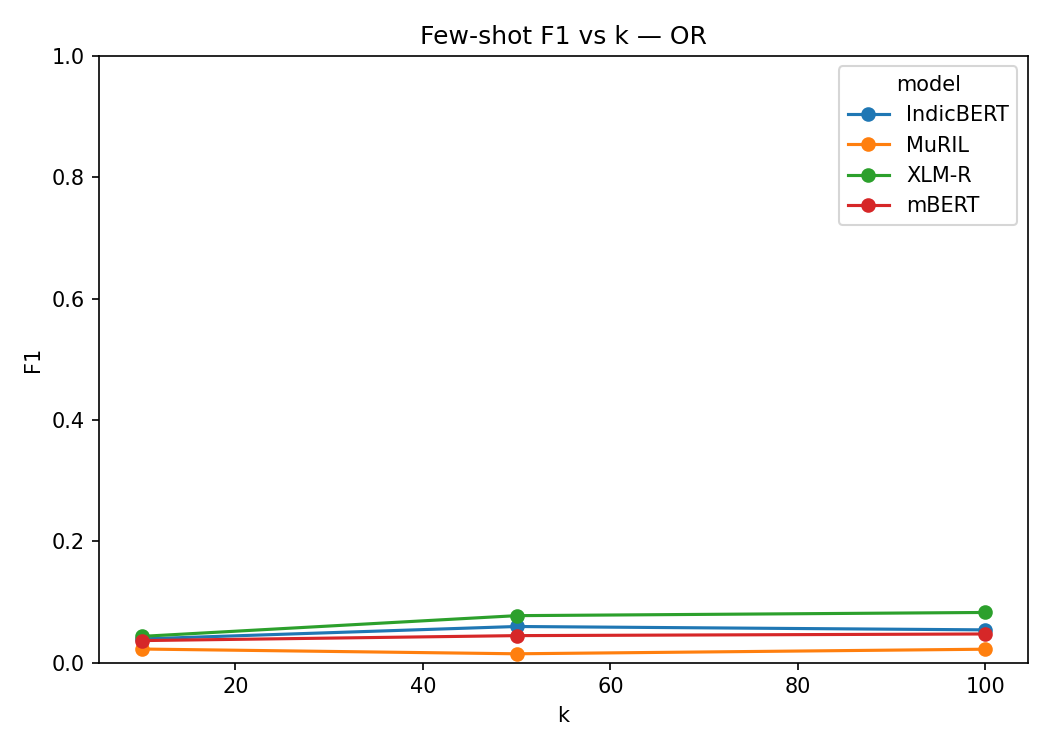 Few-shot F1 vs k — OR
model
IndicBERT
MuRIL
XLM-R
mBERT
F1
1.0
0.8
0.6
0.4
0.2
0.0
20 40 60 80 100
k